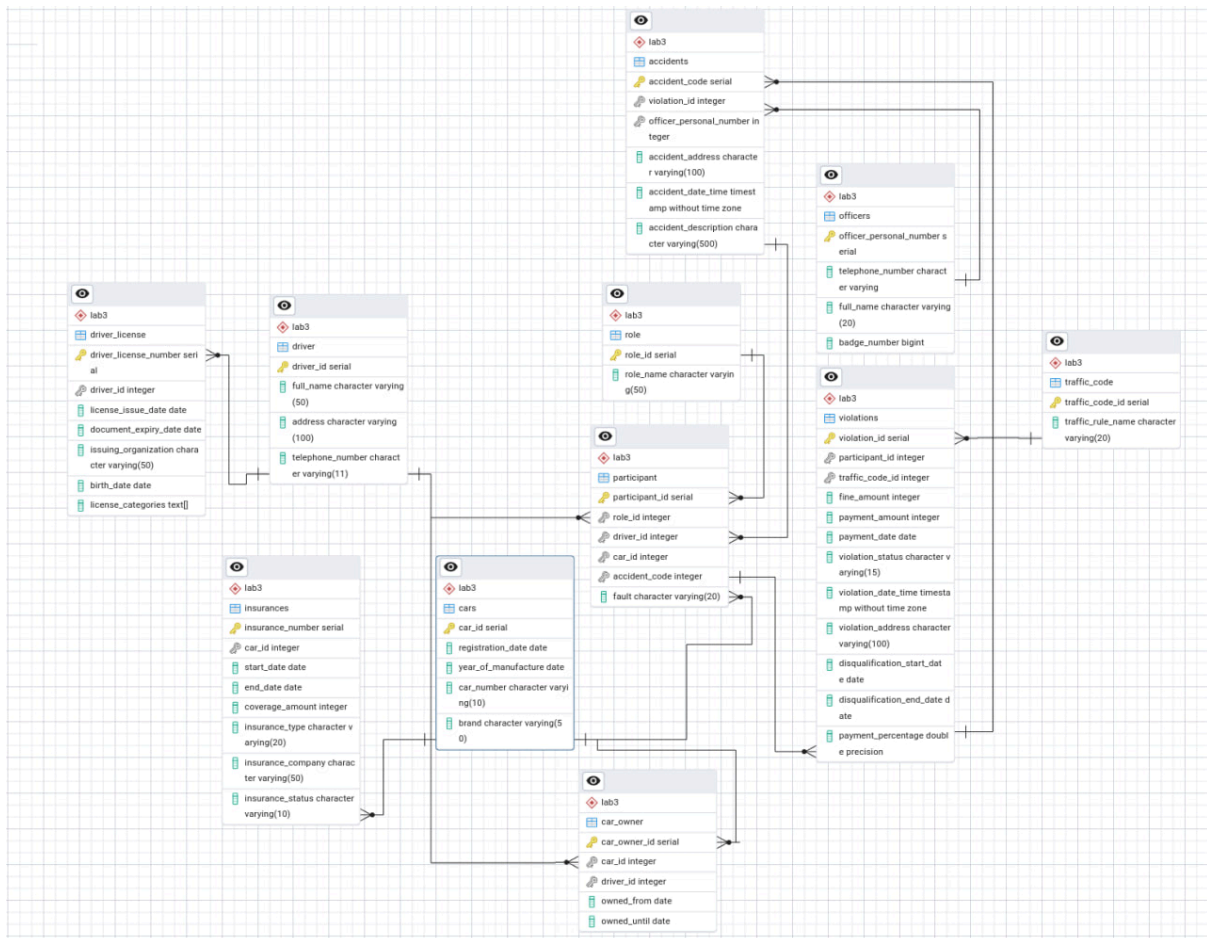 lab3
accidents
accident_code serial
violation_id integer
officer_personal_number in
teger
accident_address characte
r varying(100)
accident_date_time timest
amp without time zone
accident_description chara
cter varying(500)
lab3
officers
officer_personal_number s
erial
telephone_number charact
er varying
full_name character varying
(20)
badge_number bigint
lab3
driver_license
driver_license_number seri
al
driver_id integer
license_issue_date date
document_expiry_date date
issuing_organization chara
cter varying(50)
birth_date date
license_categories text[]
lab3
driver
driver_id serial
full_name character varying
(50)
address character varying
(100)
telephone_number charact
er varying(11)
lab3
role
role_id serial
role_name character varyin
g(50)
lab3
traffic_code
traffic_code_id serial
traffic_rule_name character
varying(20)
lab3
violations
violation_id serial
participant_id integer
traffic_code_id integer
fine_amount integer
payment_amount integer
payment_date date
violation_status character v
arying(15)
violation_date_time timesta
mp without time zone
violation_address character
varying(100)
disqualification_start_dat
e date
disqualification_end_date d
ate
payment_percentage doubl
e precision
lab3
participant
participant_id serial
role_id integer
driver_id integer
car_id integer
accident_code integer
fault character varying(20)
lab3
insurances
insurance_number serial
car_id integer
start_date date
end_date date
coverage_amount integer
insurance_type character v
arying(20)
insurance_company charac
ter varying(50)
insurance_status character
varying(10)
lab3
cars
car_id serial
registration_date date
year_of_manufacture date
car_number character varyi
ng(10)
brand character varying(5
0)
lab3
car_owner
car_owner_id serial
car_id integer
driver_id integer
owned_from date
owned_until date